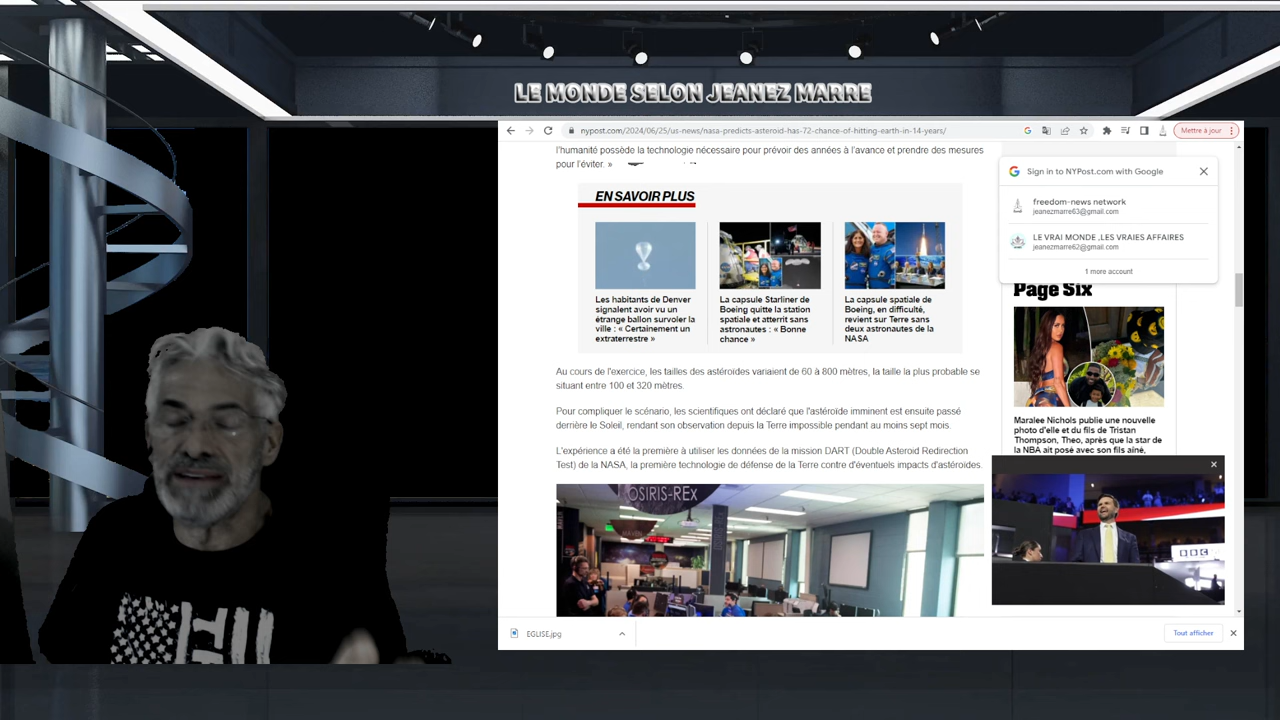 LE MONDE SELON JEANEZ MARRE
nypost.com/2024/06/25/us-news/nasa-predicts-asteroid-has-72-chance-of-hitting-earth-in-14-years/
Mettre à jour
l'humanité possède la technologie nécessaire pour prévoir des années à l'avance et prendre des mesures
pour l'éviter. »
EN SAVOIR PLUS
Les habitants de Denver
signalent avoir vu un
étrange ballon survoler la
ville : « Certainement un
extraterrestre »
La capsule Starliner de
Boeing quitte la station
spatiale et atterrit sans
astronautes : « Bonne
chance »
La capsule spatiale de
Boeing, en difficulté,
revient sur Terre sans
deux astronautes de la
NASA
Au cours de l'exercice, les tailles des astéroïdes variaient de 60 à 800 mètres, la taille la plus probable se
situant entre 100 et 320 mètres.
Pour compliquer le scénario, les scientifiques ont déclaré que l'astéroïde imminent est ensuite passé
derrière le Soleil, rendant son observation depuis la Terre impossible pendant au moins sept mois.
L'expérience a été la première à utiliser les données de la mission DART (Double Asteroid Redirection
Test) de la NASA, la première technologie de défense de la Terre contre d'éventuels impacts d'astéroïdes.
OSIRIS-REx
Sign in to NYPost.com with Google
freedom-news network
jeanezmarre63@gmail.com
LE VRAI MONDE ,LES VRAIES AFFAIRES
jeanezmarre62@gmail.com
1 more account
Page Six
Maralee Nichols publie une nouvelle
photo d'elle et du fils de Tristan
Thompson, Theo, après que la star de
la NBA ait posé avec son fils aîné,
BBC
EGLISE.jpg
Tout afficher